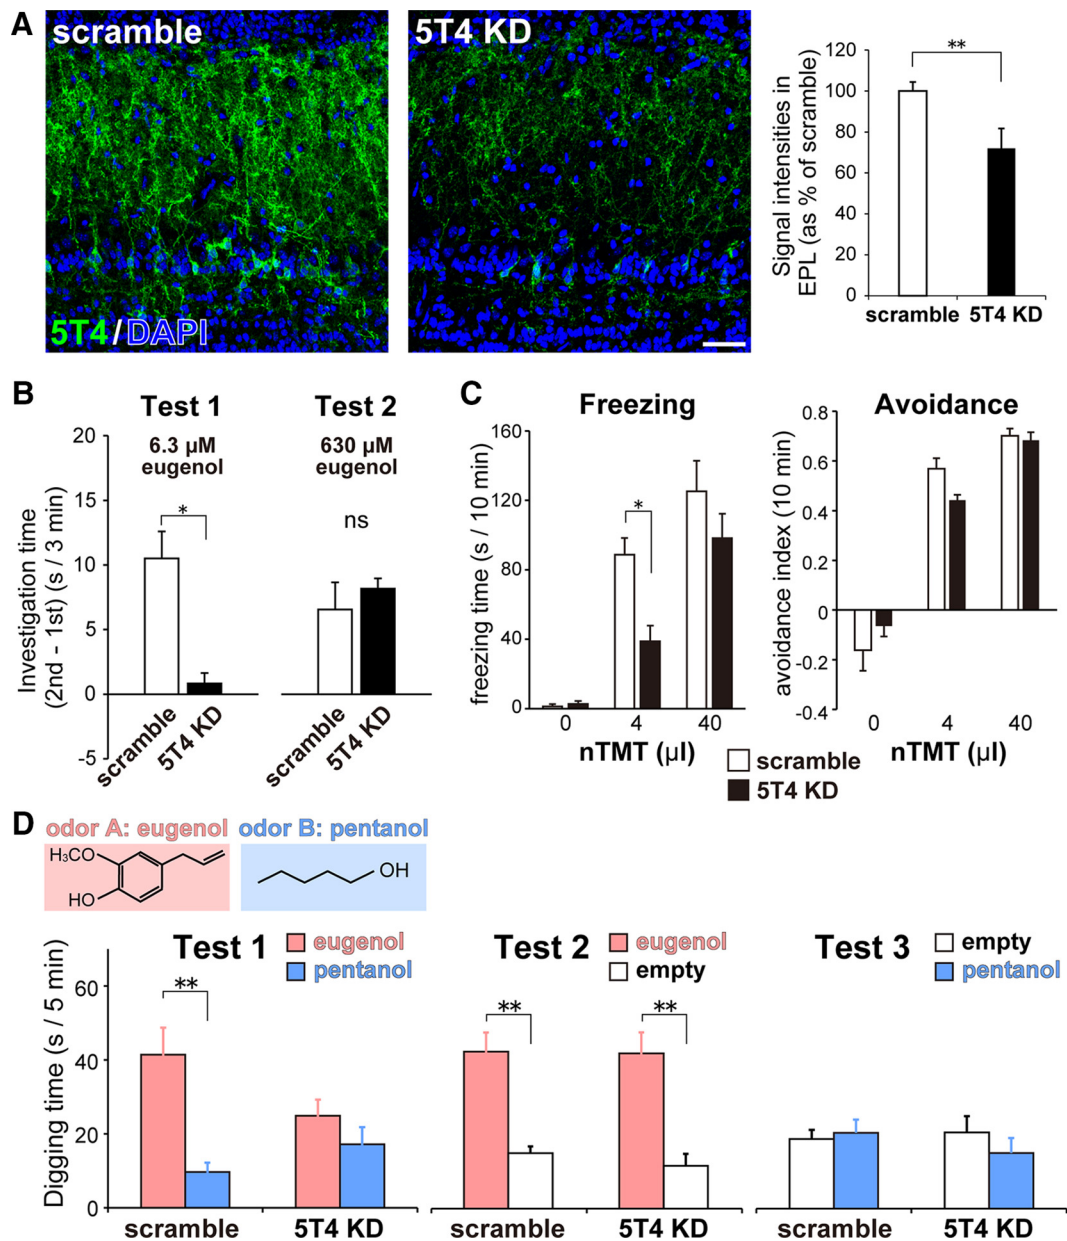 A
scramble
5T4 KD
5T4/DAPI
Signal intensities in
EPL (as % of scramble)
120
100
80
60
40
20
0
**
scramble 5T4 KD
B
Test 1
Test 2
6.3 µM
eugenol
630 µM
eugenol
Investigation time
(2nd - 1st) (s / 3 min)
20
15
10
5
0
-5
*
ns
scramble
5T4 KD
scramble
5T4 KD
C
Freezing
freezing time (s / 10 min)
160
120
80
40
0
*
0 4 40
nTMT (µl)
Avoidance
avoidance index (10 min)
0.8
0.6
0.4
0.2
0
-0.2
-0.4
0 4 40
nTMT (µl)
scramble
5T4 KD
D
odor A: eugenol
odor B: pentanol
H₃CO
HO
OH
Digging time (s / 5 min)
60
40
20
0
Test 1
eugenol
pentanol
**
scramble 5T4 KD
Test 2
eugenol
empty
**
**
scramble 5T4 KD
Test 3
empty
pentanol
scramble 5T4 KD